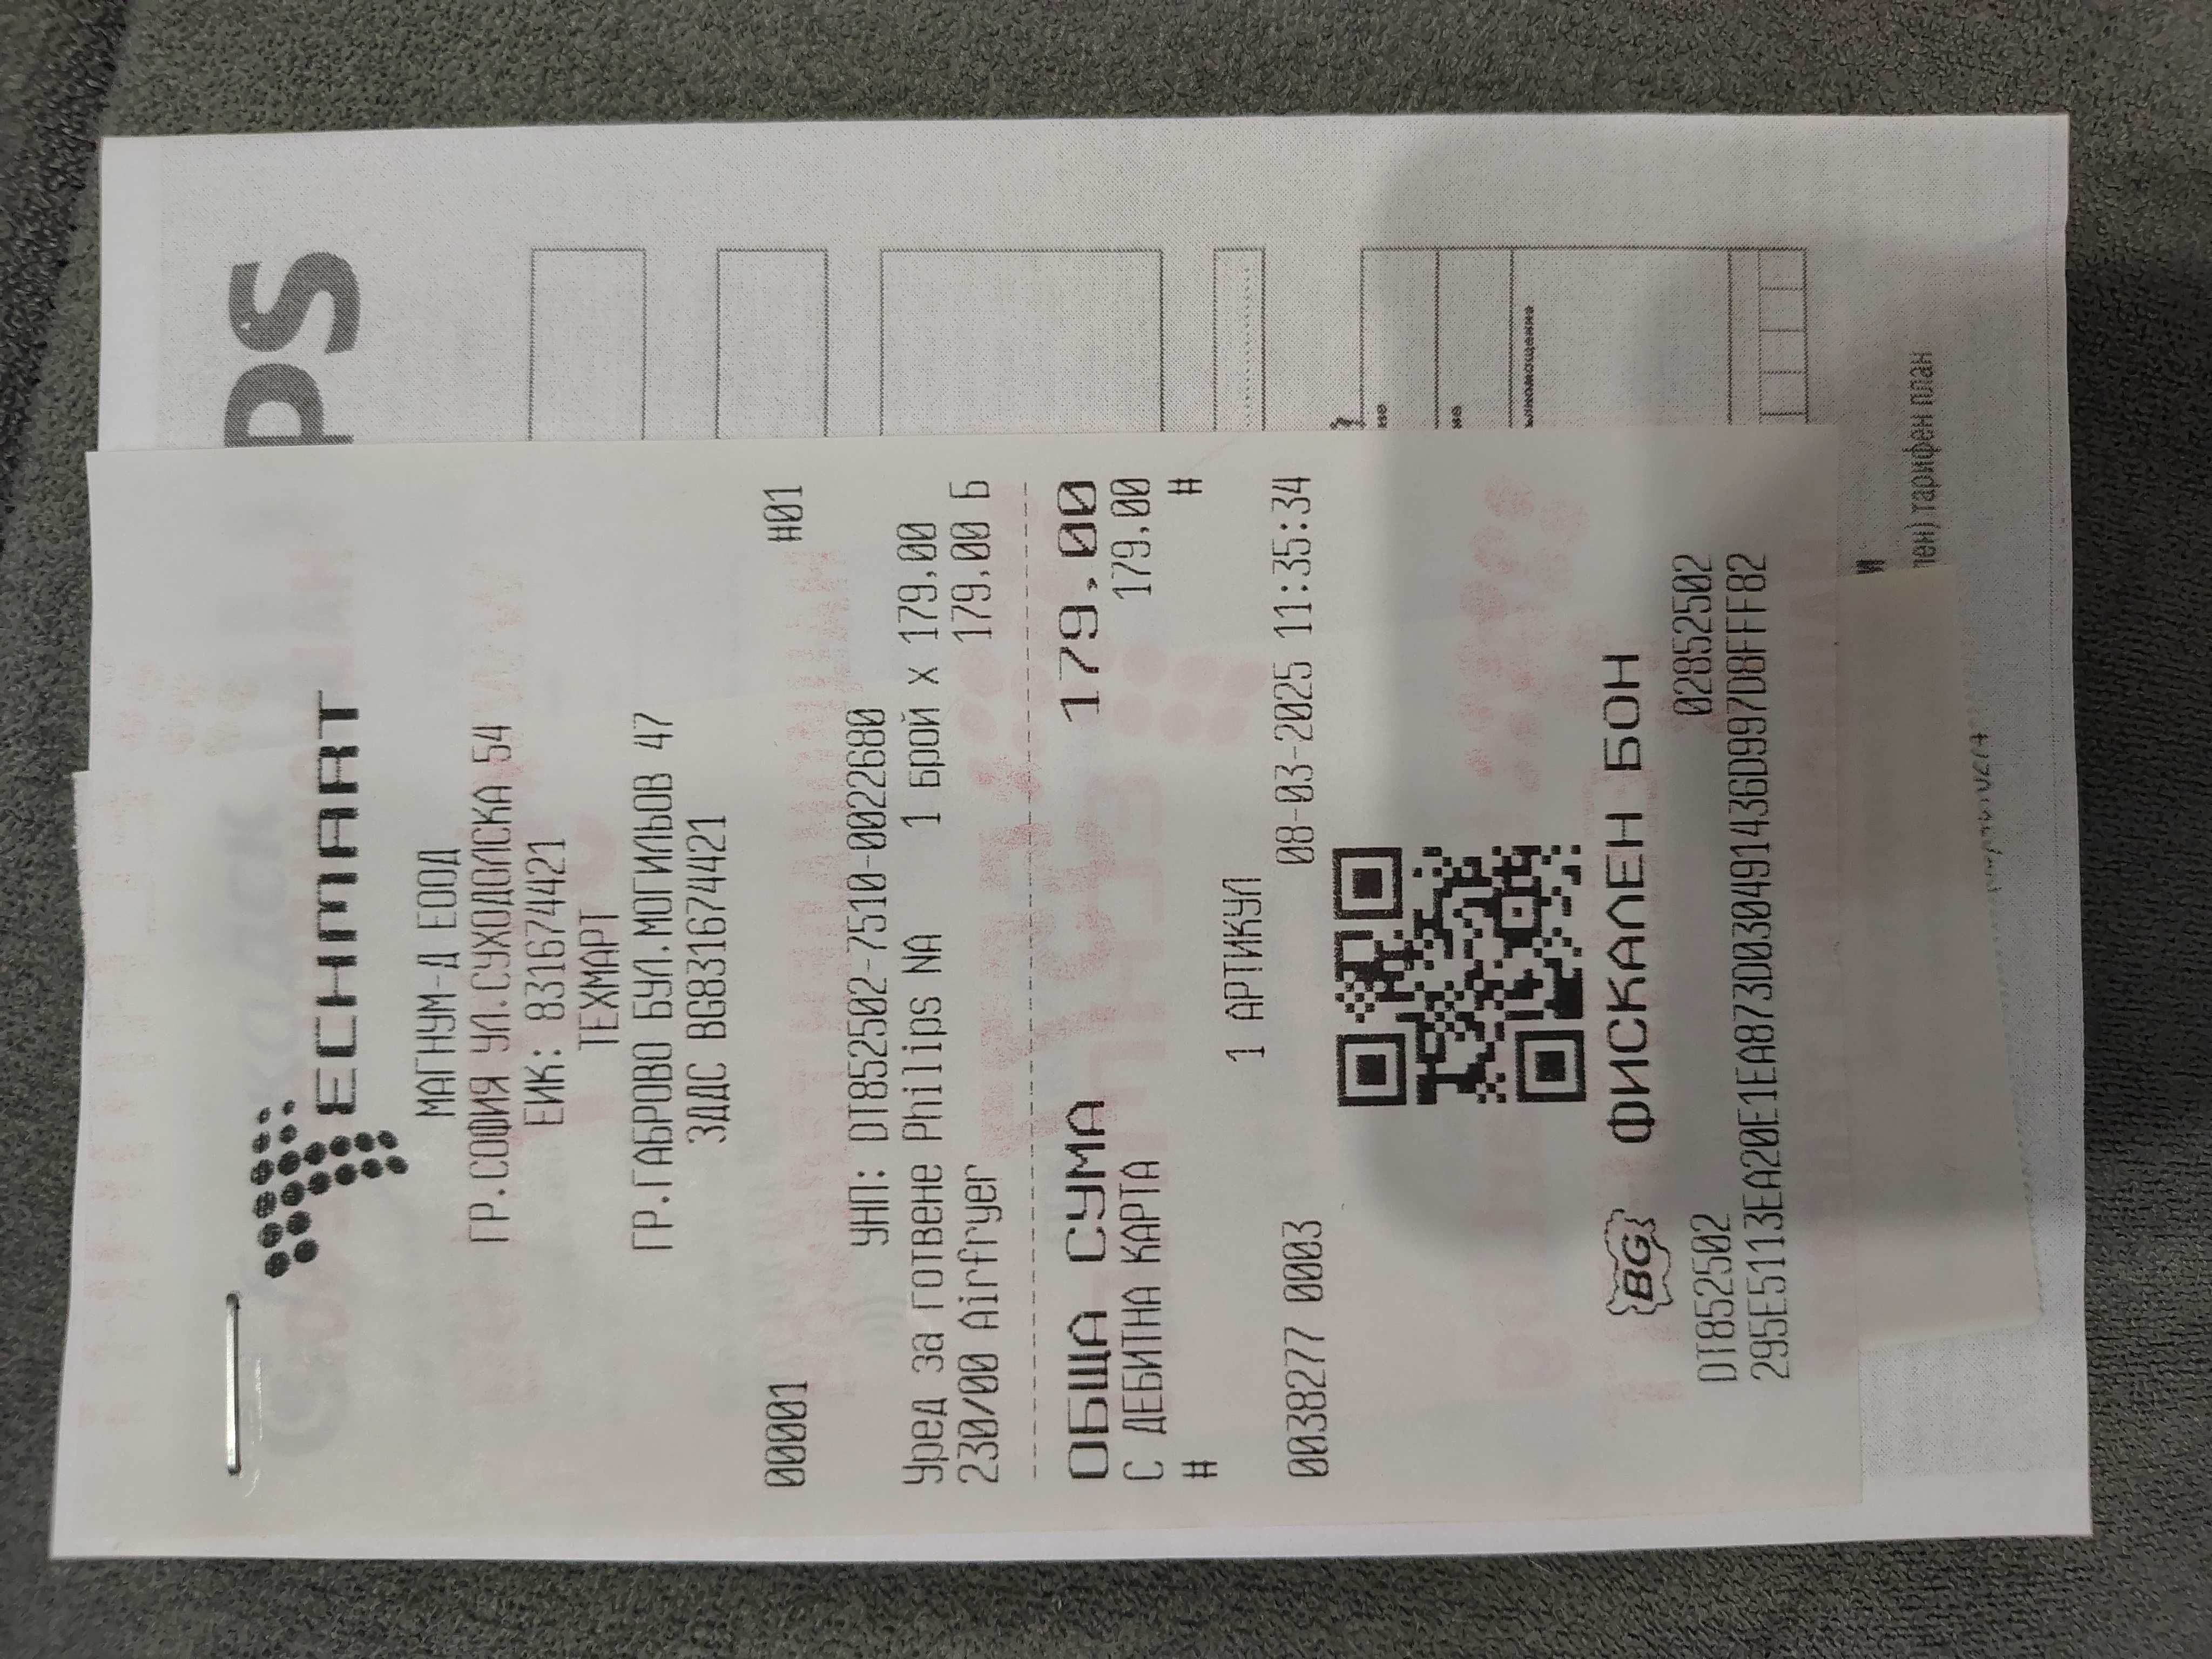 TECHMART
МАГНУМ-Д ЕООД
ГР.СОФИЯ УЛ.СУХОДОЛСКА 54
ЕИК: 831674421
ТЕХМАРТ
ГР.ГАБРОВО БУЛ.МОГИЛЬОВ 47
ЗДДС BG831674421
00001 #01
УНП: DT852502-7510-0022680
Уред за готвене Philips NA 1 брой x 179.00
230/00 Airfryer 179.00 Б
ОБЩА СУМА 179.00
С ДЕБИТНА КАРТА 179.00
# #
1 АРТИКУЛ
0038277 0003 08-03-2025 11:35:34
BG ФИСКАЛЕН БОН
DT852502 02852502
295E5113EA20E1EA873D030491436D997D8FFF82
ps
тарифен план